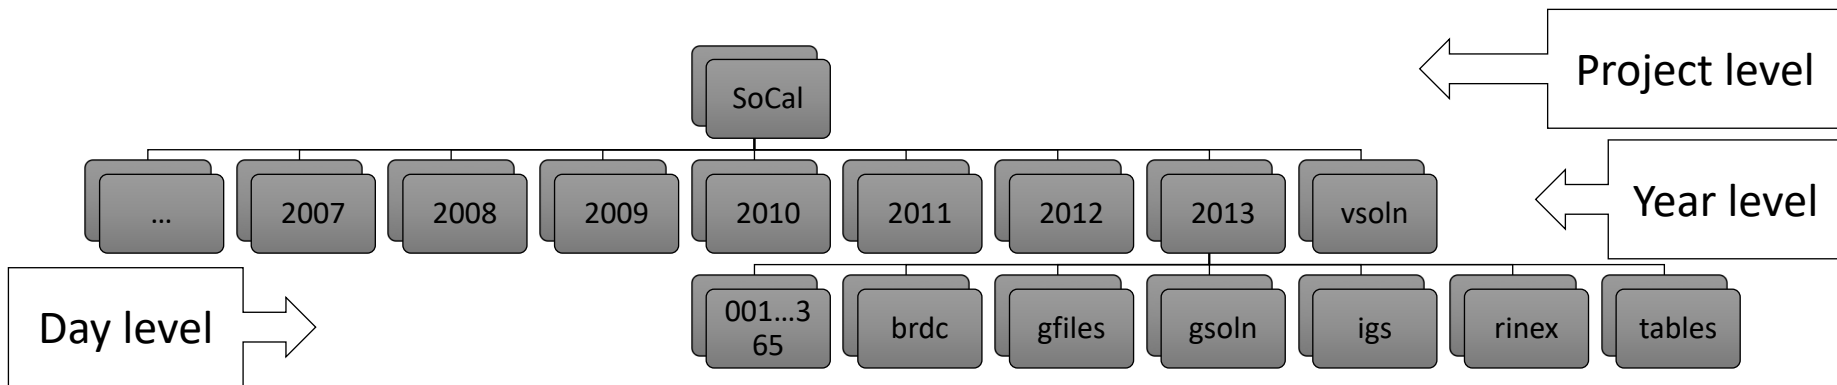 Project level
SoCal
... 2007 2008 2009 2010 2011 2012 2013 vsoln
Year level
Day level
001...3
65
brdc gfiles gsoln igs rinex tables